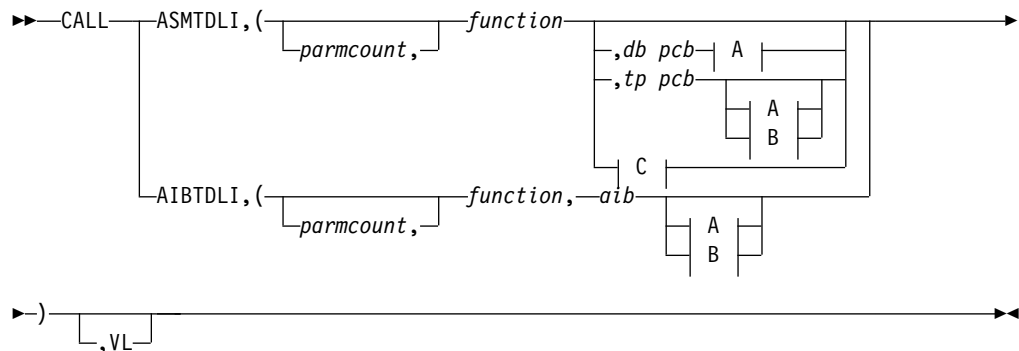 CALL ASMTDLI,( function
parmcount,
,db pcb A
,tp pcb
A
B
C
AIBTDLI,( function, aib
parmcount,
A
B
)
,VL